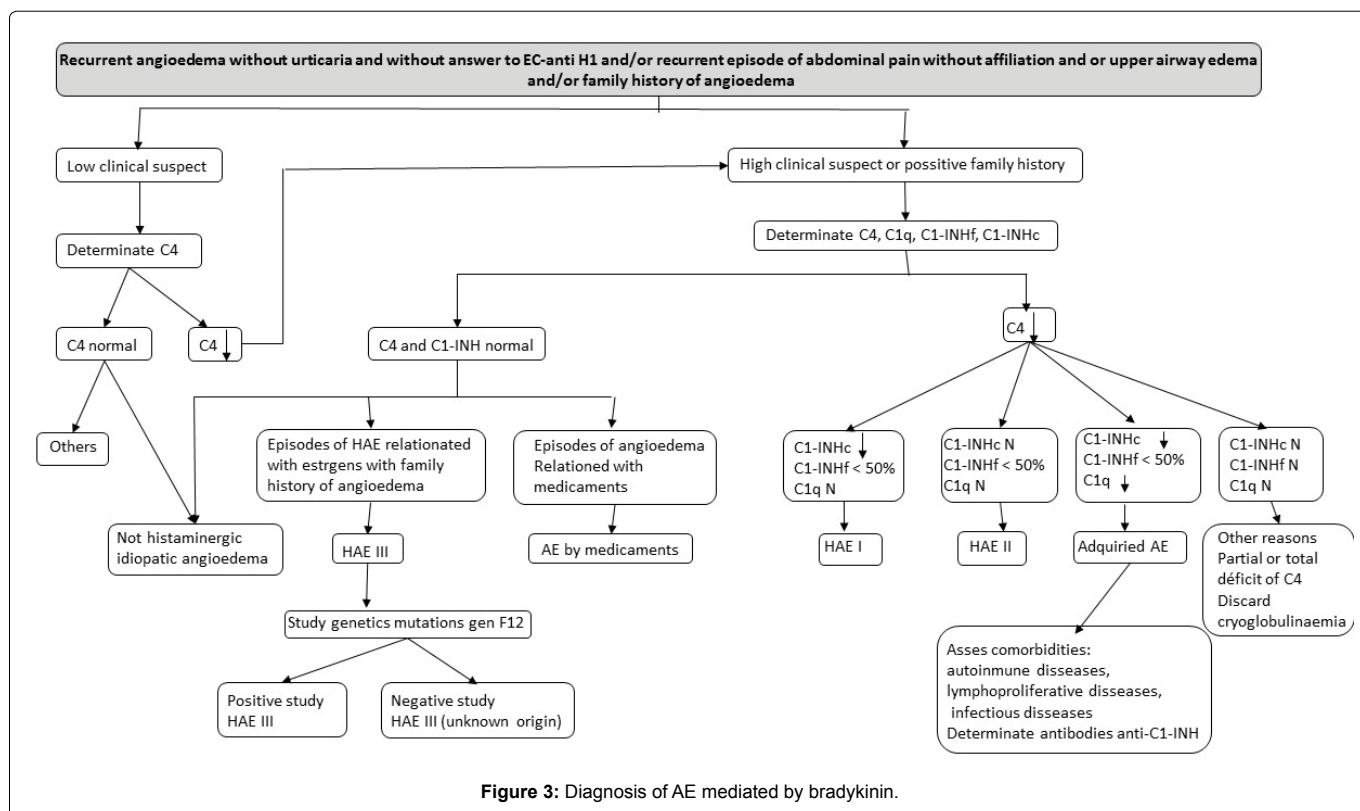 Recurrent angioedema without urticaria and without answer to EC-anti H1 and/or recurrent episode of abdominal pain without affiliation and or upper airway edema
and/or family history of angioedema
Low clinical suspect
High clinical suspect or possitive family history
Determinate C4
Determinate C4, C1q, C1-INHf, C1-INHc
C4 normal
C4 ↓
C4 and C1-INH normal
C4 ↓
Others
Not histaminergic
idiopatic angioedema
Episodes of HAE relationated
with estrgens with family
history of angioedema
Episodes of angioedema
Relationed with
medicaments
C1-INHc ↓
C1-INHf < 50%
C1q N
C1-INHc N
C1-INHf < 50%
C1q N
C1-INHc ↓
C1-INHf < 50%
C1q ↓
C1-INHc N
C1-INHf N
C1q N
HAE III
AE by medicaments
HAE I
HAE II
Adquiried AE
Other reasons
Partial or total
déficit of C4
Discard
cryoglobulinaemia
Study genetics mutations gen F12
Positive study
HAE III
Negative study
HAE III (unknown origin)
Asses comorbidities:
autoinmune diseases,
lymphoproliferative diseases,
infectious diseases
Determinate antibodies anti-C1-INH
Figure 3: Diagnosis of AE mediated by bradykinin.